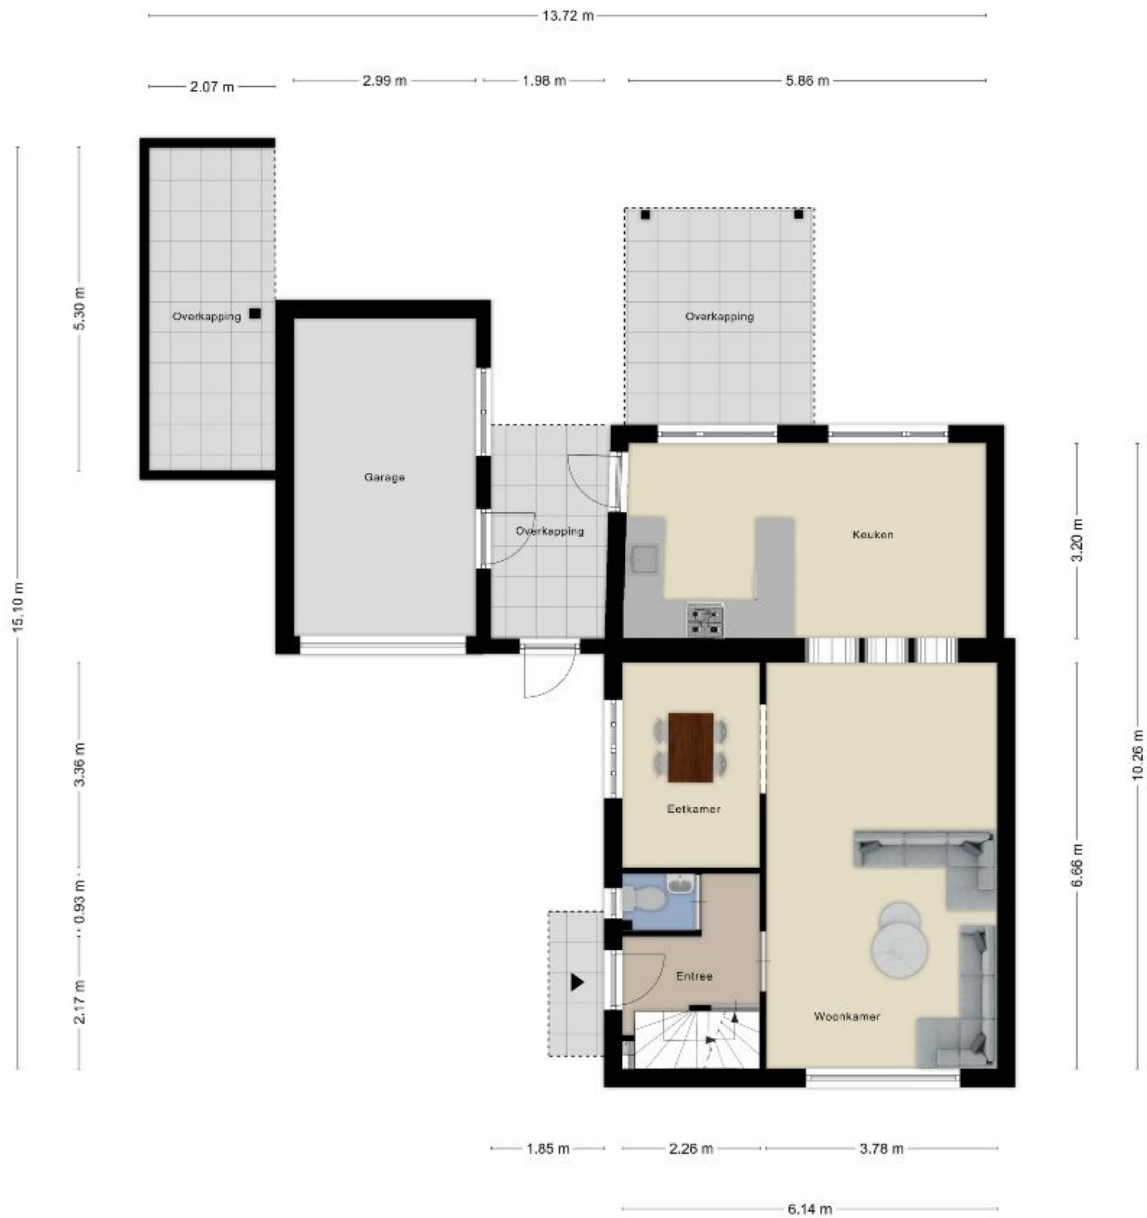 13.72 m
2.07 m
2.99 m
1.98 m
5.86 m
15.10 m
5.30 m
Overkapping
Overkapping
Garage
Overkapping
Keuken
3.20 m
10.26 m
3.36 m
Eetkamer
6.66 m
0.93 m
Entree
2.17 m
Woonkamer
1.85 m
2.26 m
3.78 m
6.14 m